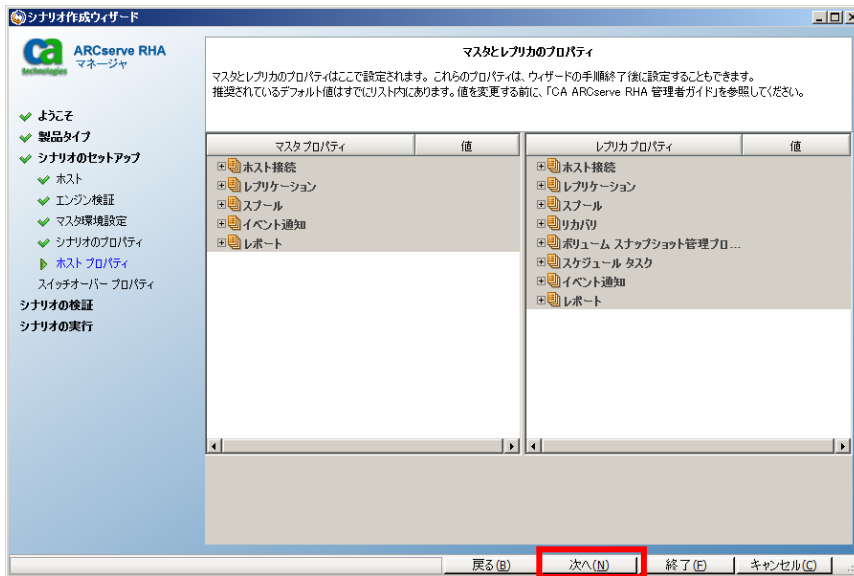 シナリオ作成ウィザード
ca technologies
ARCserve RHA
マネージャ
ようこそ
製品タイプ
シナリオのセットアップ
ホスト
エンジン検証
マスタ環境設定
シナリオのプロパティ
ホスト プロパティ
スイッチオーバー プロパティ
シナリオの検証
シナリオの実行
マスタとレプリカのプロパティ
マスタとレプリカのプロパティはここで設定されます。これらのプロパティは、ウィザードの手順終了後に設定することもできます。
推奨されているデフォルト値はすでにリスト内にあります。値を変更する前に、「CA ARCserve RHA 管理者ガイド」を参照してください。
マスタ プロパティ 値
ホスト接続
レプリケーション
スプール
イベント通知
レポート
レプリカ プロパティ 値
ホスト接続
レプリケーション
スプール
リカバリ
ボリューム スナップショット管理プロ...
スケジュール タスク
イベント通知
レポート
戻る(B) 次へ(N) 終了(F) キャンセル(C)